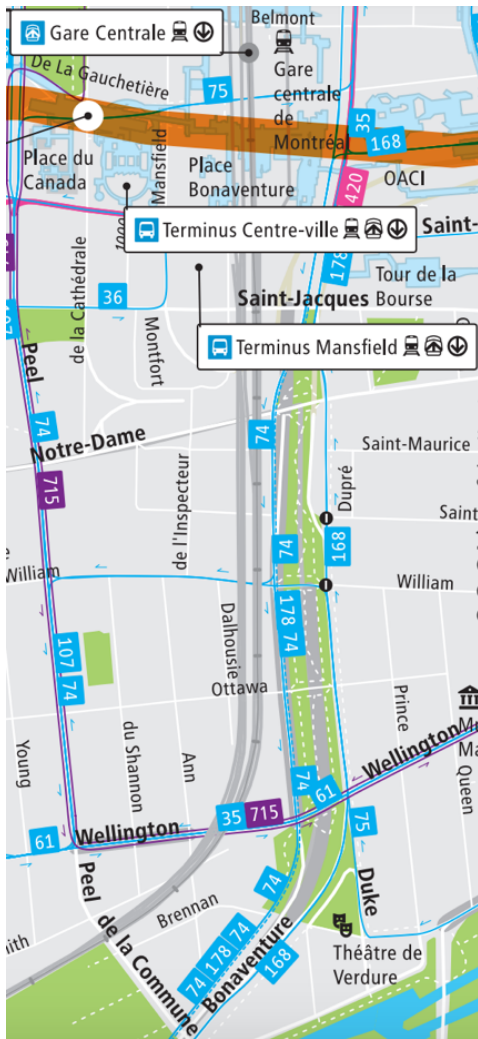 Belmont
Gare Centrale
De La Gauchetière
75
Gare
centrale
de
Montréal
35
168
Place du
Canada
Mansfield
Place
Bonaventure
420
OACI
Terminus Centre-ville
Saint-
178
de la Cathédrale
36
Saint-Jacques
Tour de la
Bourse
Montfort
Terminus Mansfield
Peel
74
Notre-Dame
74
Saint-Maurice
715
de l'Inspecteur
Dupré
Saint
74
168
William
William
178 74
Dalhousie
107
74
Ottawa
Prince
Young
du Shannon
Ann
Wellington
Queen
74
61
61
Wellington
35 715
75
Peel
74
Duke
Brennan
de la Commune
74 178 74
Bonaventure
168
Théâtre de
Verdure